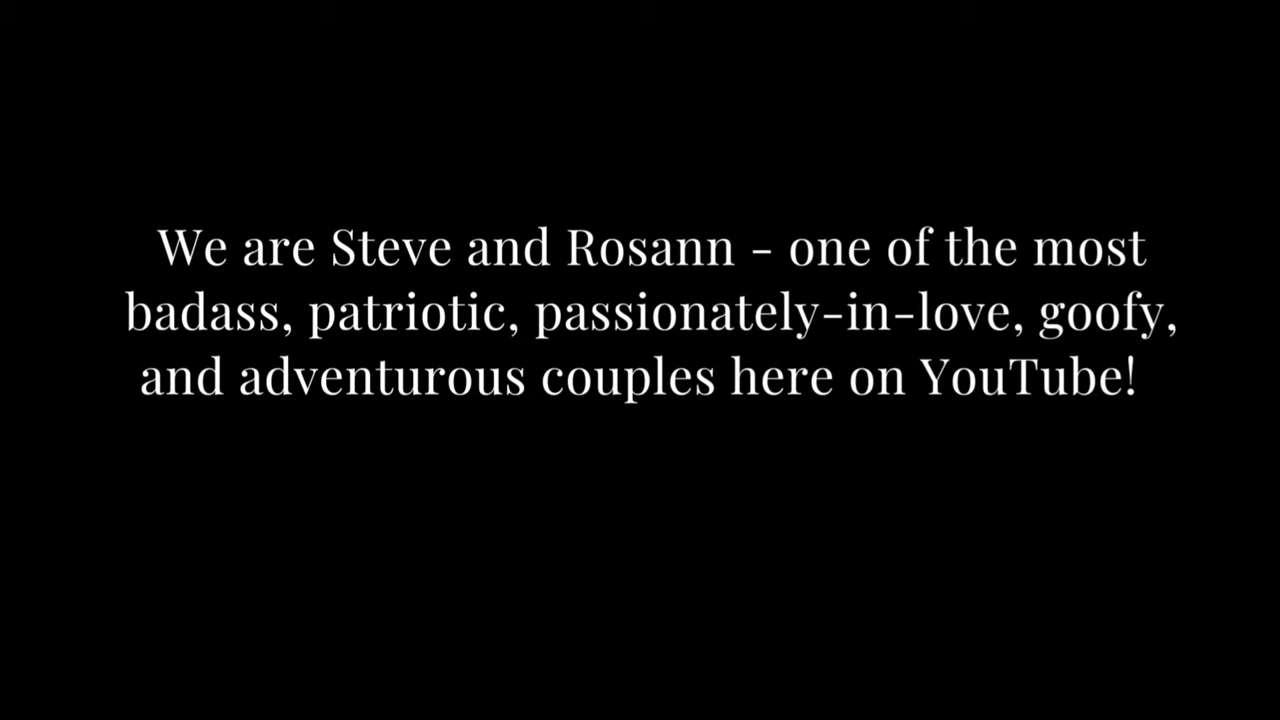 We are Steve and Rosann - one of the most
badass, patriotic, passionately-in-love, goofy,
and adventurous couples here on YouTube!